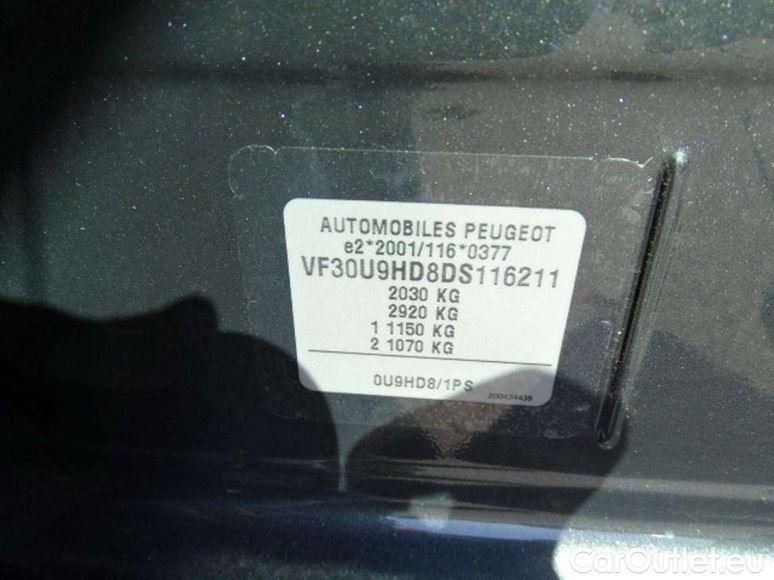 AUTOMOBILES PEUGEOT
e2*2001/116*0377
VF30U9HD8DS116211
2030 KG
2920 KG
1 1150 KG
2 1070 KG
0U9HD8/1PS
200434435
CarOutlet.eu